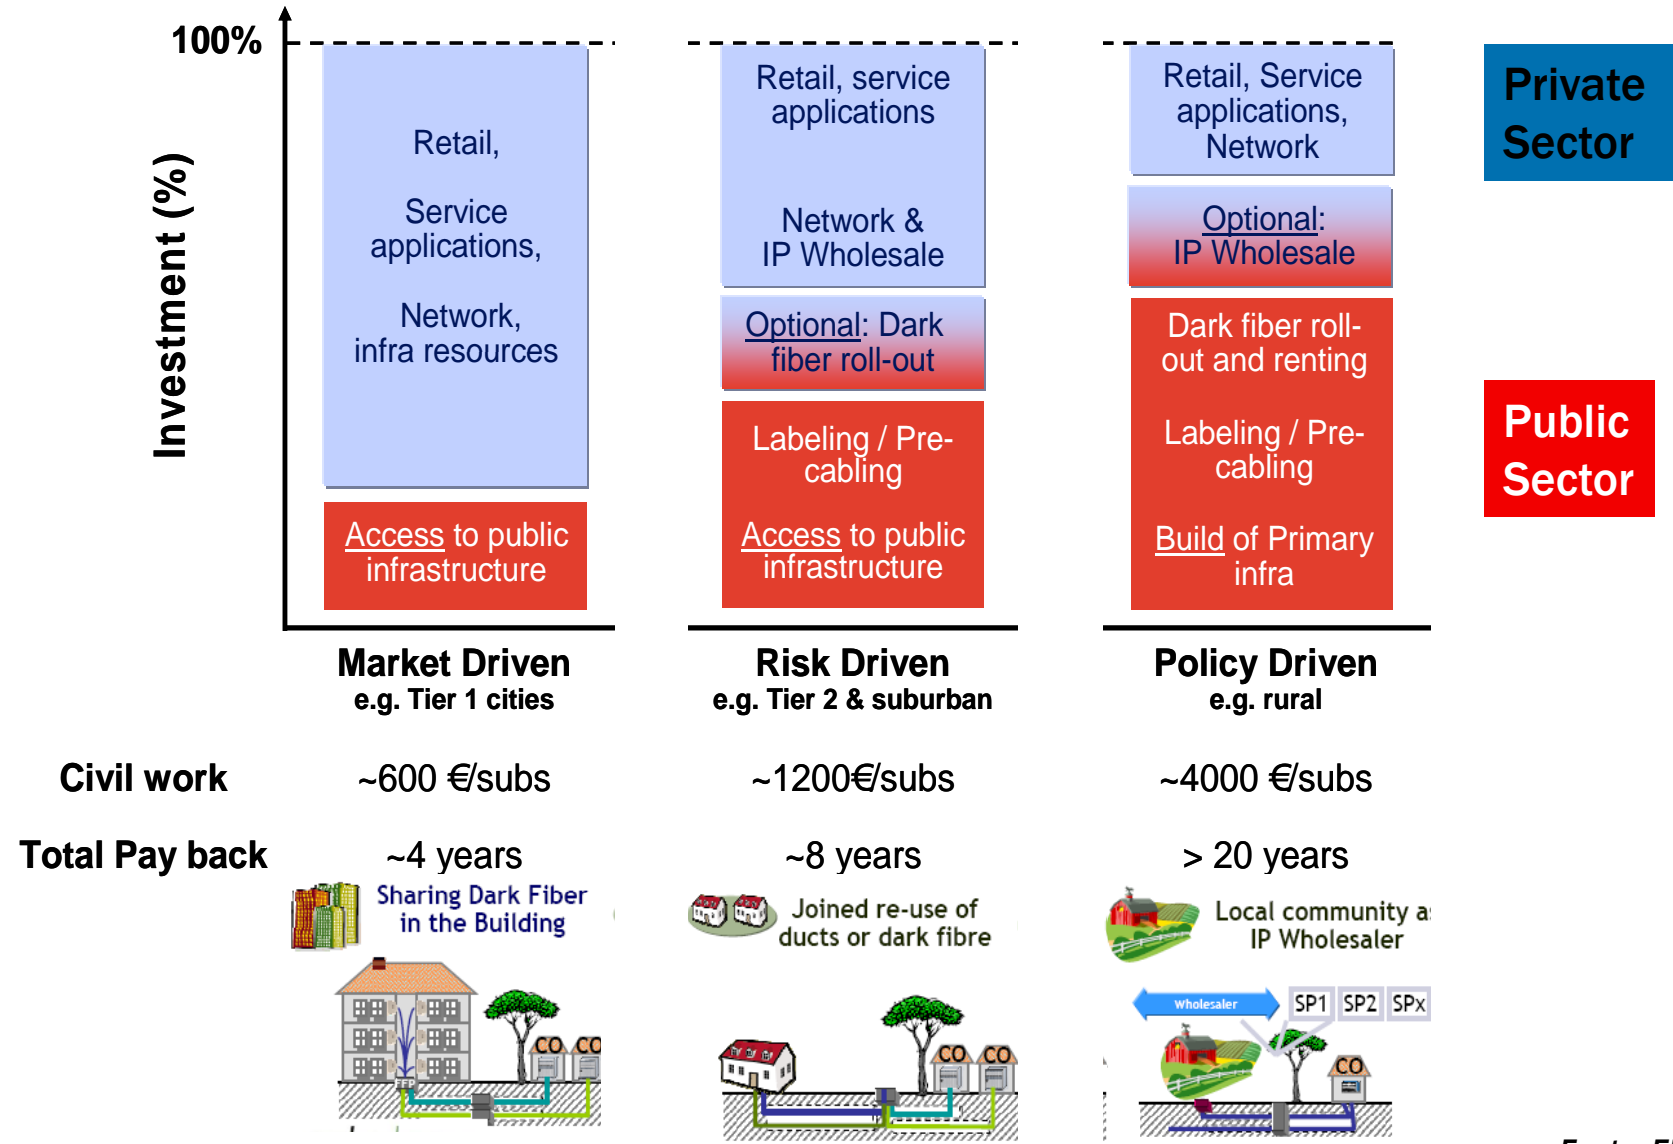 100%
Investment (%)
Retail,
Service
applications,
Network,
infra resources
Access to public
infrastructure
Retail, service
applications
Network &
IP Wholesale
Optional: Dark
fiber roll-out
Labeling / Pre-
cabling
Access to public
infrastructure
Retail, Service
applications,
Network
Optional:
IP Wholesale
Dark fiber roll-
out and renting
Labeling / Pre-
cabling
Build of Primary
infra
Private
Sector
Public
Sector
Market Driven
e.g. Tier 1 cities
Risk Driven
e.g. Tier 2 & suburban
Policy Driven
e.g. rural
Civil work ~600 €/subs ~1200€/subs ~4000 €/subs
Total Pay back ~4 years ~8 years > 20 years
Sharing Dark Fiber
in the Building
CO CO
Joined re-use of
ducts or dark fibre
CO CO
Local community as
IP Wholesaler
Wholesaler SP1 SP2 SPx
CO